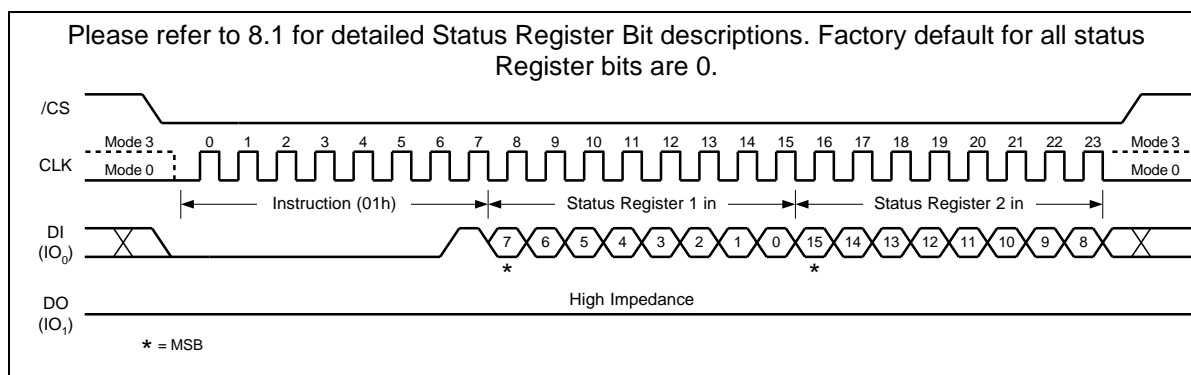 Please refer to 8.1 for detailed Status Register Bit descriptions. Factory default for all status
Register bits are 0.
/CS
Mode 3 0 1 2 3 4 5 6 7 8 9 10 11 12 13 14 15 16 17 18 19 20 21 22 23 Mode 3
CLK
Mode 0 Mode 0
Instruction (01h) Status Register 1 in Status Register 2 in
DI
(IO0)
7 6 5 4 3 2 1 0 15 14 13 12 11 10 9 8
* *
High Impedance
DO
(IO1)
* = MSB